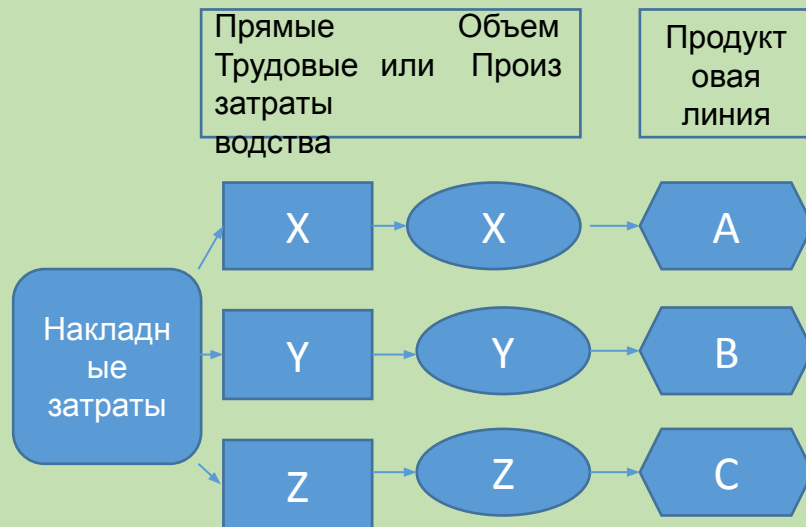 Прямые Объем
Трудовые или Произ
затраты
водства
Продукт
овая
линия
X
X
A
Накладн
ые
затраты
Y
Y
B
Z
Z
C